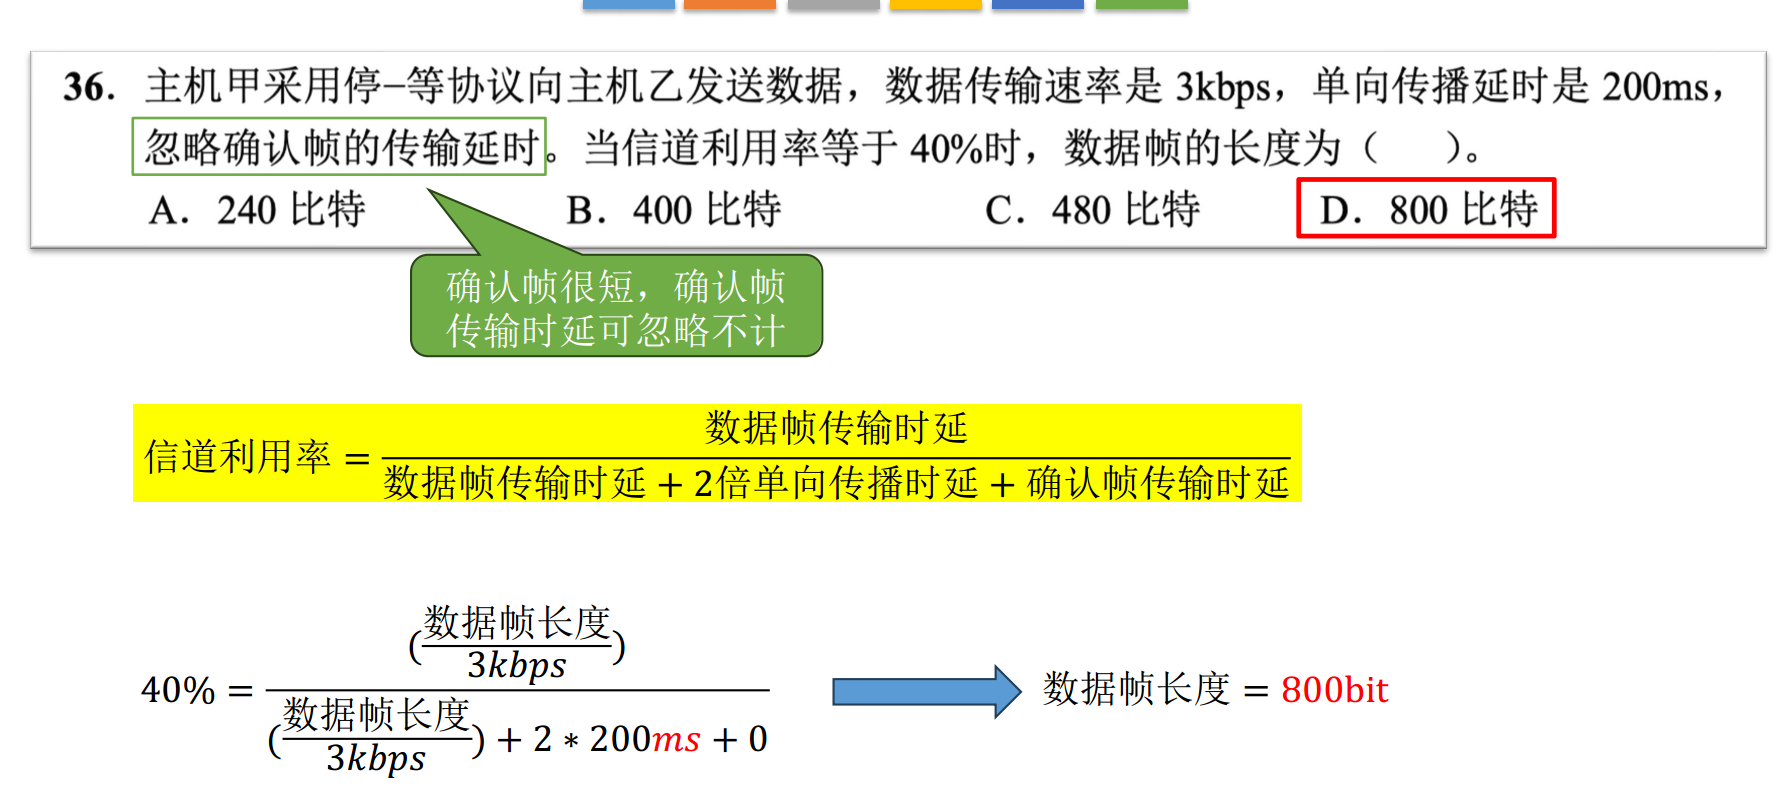 36. 主机甲采用停–等协议向主机乙发送数据，数据传输速率是 3kbps，单向传播延时是 200ms，
忽略确认帧的传输延时。当信道利用率等于 40%时，数据帧的长度为（　　）。
A. 240 比特　B. 400 比特　C. 480 比特　D. 800 比特
确认帧很短，确认帧
传输时延可忽略不计
数据帧传输时延
信道利用率 =
数据帧传输时延 + 2倍单向传播时延 + 确认帧传输时延
(数据帧长度
3kbps)
40% =
(数据帧长度
3kbps) + 2 ∗ 200ms + 0
数据帧长度 = 800bit